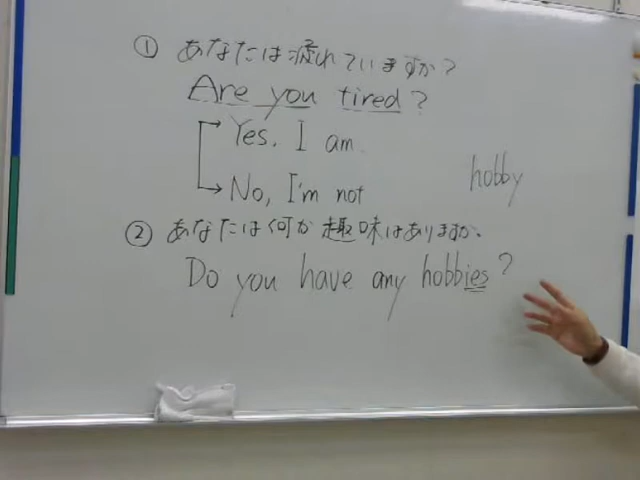 ① あなたは疲れていますか?
Are you tired?
Yes, I am.
No, I'm not
hobby
② あなたは何か趣味はありますか。
Do you have any hobbies?